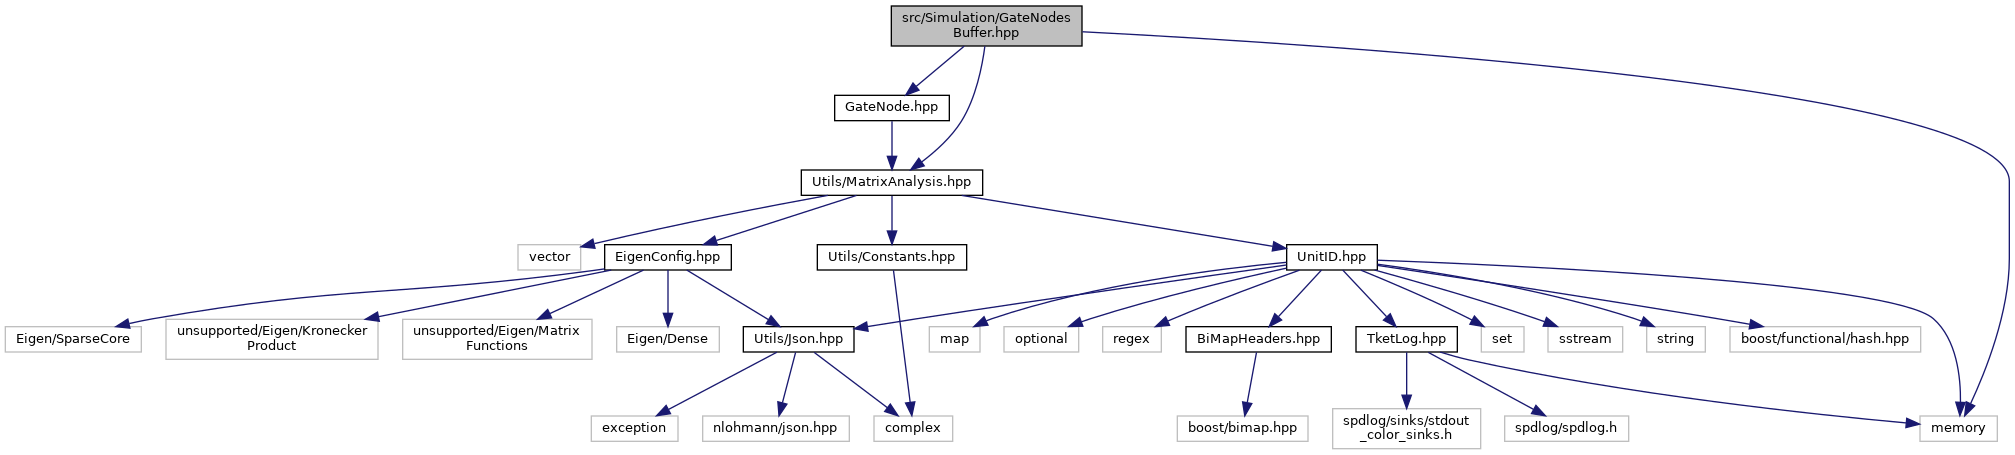 src/Simulation/GateNodes
Buffer.hpp
GateNode.hpp
Utils/MatrixAnalysis.hpp
vector
EigenConfig.hpp
Utils/Constants.hpp
UnitID.hpp
Eigen/SparseCore
unsupported/Eigen/Kronecker
Product
unsupported/Eigen/Matrix
Functions
Eigen/Dense
Utils/Json.hpp
map
optional
regex
BiMapHeaders.hpp
TketLog.hpp
set
sstream
string
boost/functional/hash.hpp
exception
nlohmann/json.hpp
complex
boost/bimap.hpp
spdlog/sinks/stdout
_color_sinks.h
spdlog/spdlog.h
memory